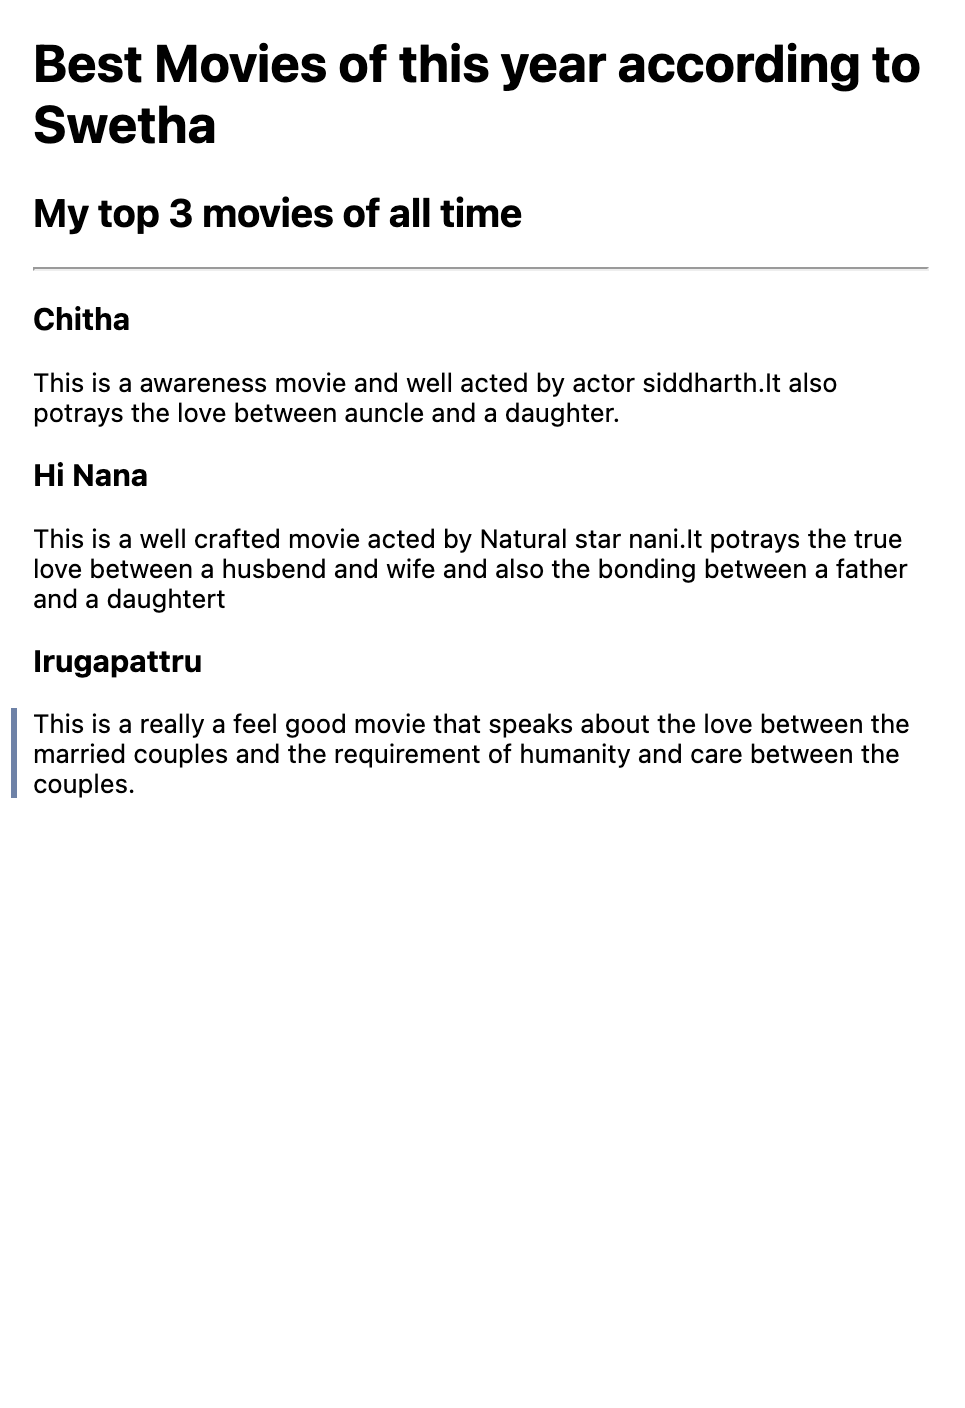 Best Movies of this year according to
Swetha
My top 3 movies of all time
Chitha
This is a awareness movie and well acted by actor siddharth.It also
potrays the love between auncle and a daughter.
Hi Nana
This is a well crafted movie acted by Natural star nani.It potrays the true
love between a husbend and wife and also the bonding between a father
and a daughtert
Irugapattru
This is a really a feel good movie that speaks about the love between the
married couples and the requirement of humanity and care between the
couples.